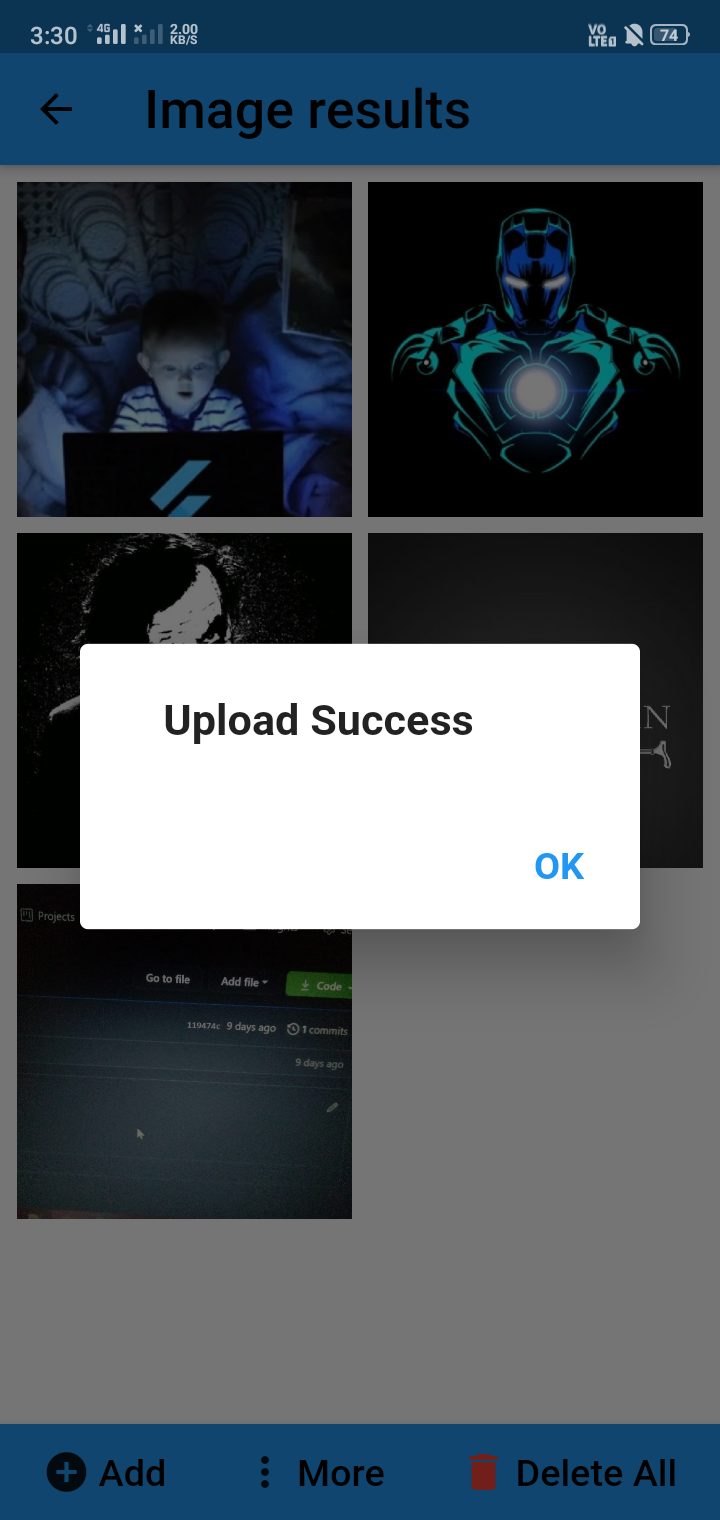 3:30 4G 2.00 KB/S VO LTE 74
Image results
N
Upload Success
OK
Projects
Go to file Add file Code
119474c 9 days ago 1 commits
9 days ago
Add More Delete All